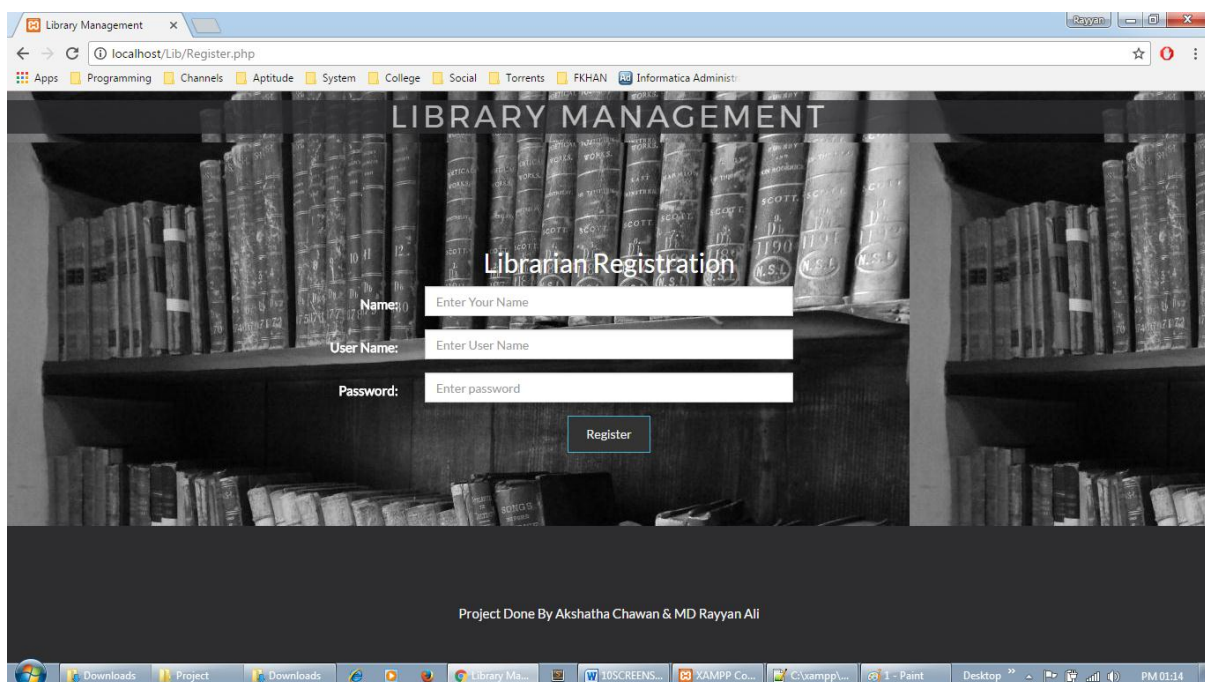 Library Management
Rayyan
localhost/Lib/Register.php
Apps Programming Channels Aptitude System College Social Torrents FKHAN Informatica Administr
LIBRARY MANAGEMENT
Librarian Registration
Name:
Enter Your Name
User Name:
Enter User Name
Password:
Enter password
Register
SCOTT.
1190
(N.S.)
SONGS
Project Done By Akshatha Chawan & MD Rayyan Ali
Downloads Project Downloads Library Ma... 10SCREENS... XAMPP Co... C:\xampp\... 1 - Paint Desktop PM 01:14